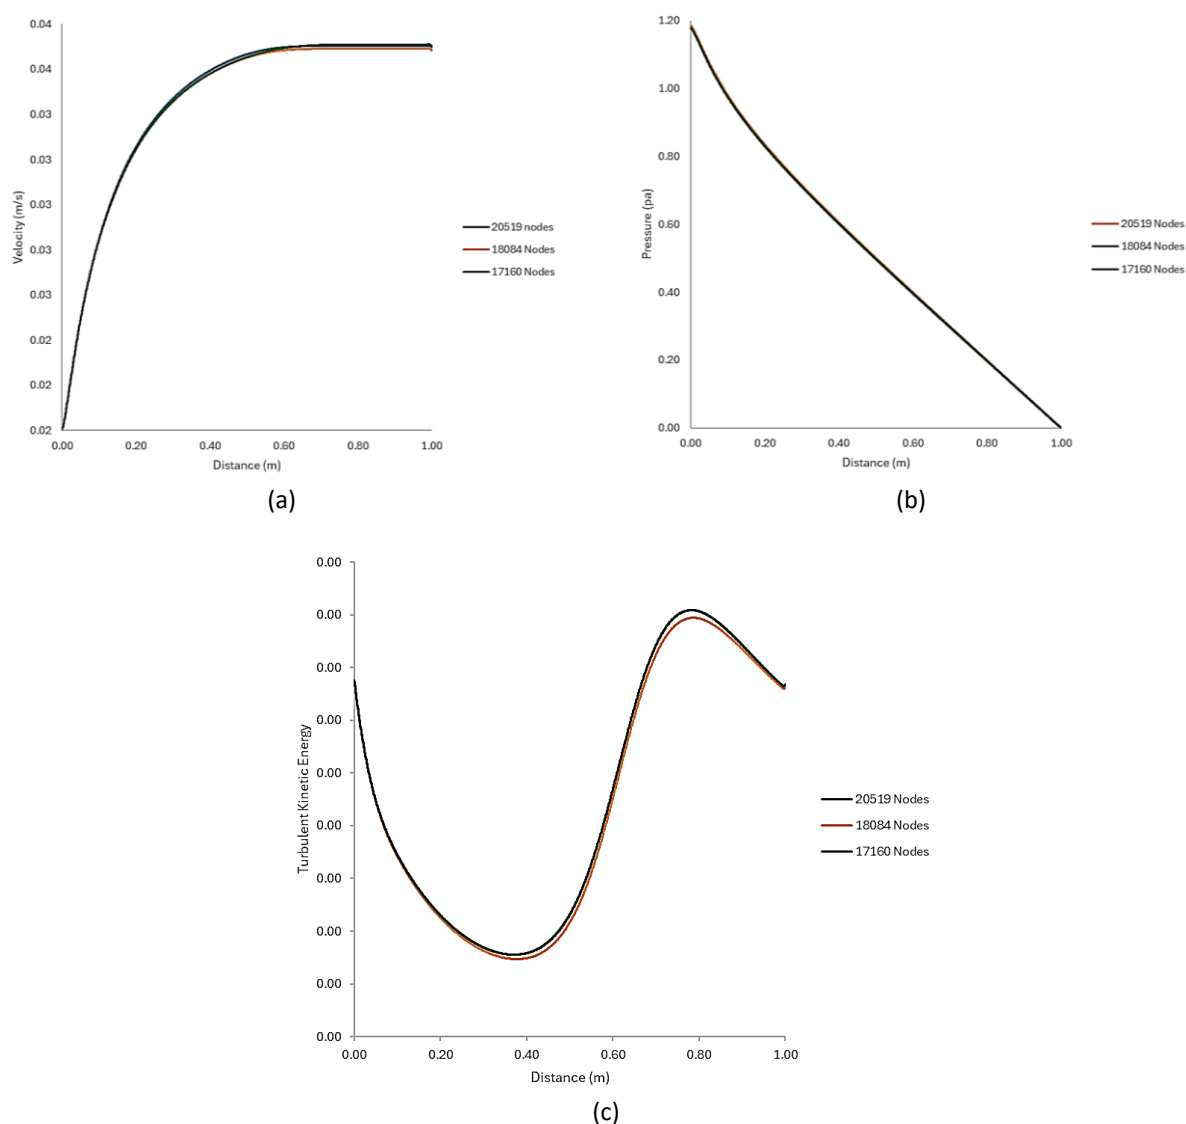 0.04
0.04
0.03
0.03
0.03
0.03
0.03
0.02
0.02
0.02
Velocity (m/s)
0.00 0.20 0.40 0.60 0.80 1.00
Distance (m)
20519 nodes
18084 Nodes
17160 Nodes
(a)
1.20
1.00
0.80
0.60
0.40
0.20
0.00
Pressure (pa)
0.00 0.20 0.40 0.60 0.80 1.00
Distance (m)
20519 Nodes
18084 Nodes
17160 Nodes
(b)
0.00
0.00
0.00
0.00
0.00
0.00
0.00
0.00
0.00
0.00
Turbulent Kinetic Energy
0.00 0.20 0.40 0.60 0.80 1.00
Distance (m)
20519 Nodes
18084 Nodes
17160 Nodes
(c)